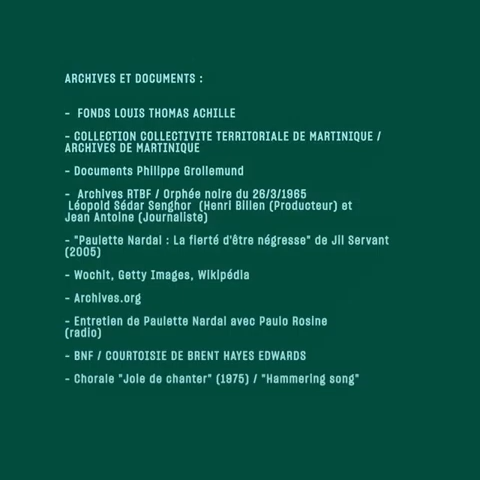 ARCHIVES ET DOCUMENTS :
- FONDS LOUIS THOMAS ACHILLE
- COLLECTION COLLECTIVITE TERRITORIALE DE MARTINIQUE /
ARCHIVES DE MARTINIQUE
- Documents Philippe Grollemund
- Archives RTBF / Orphée noire du 26/3/1965
Léopold Sédar Senghor (Henri Billen (Producteur) et
Jean Antoine (Journaliste)
- "Paulette Nardal : La fierté d'être négresse" de Jil Servant
(2005)
- Wochit, Getty Images, Wikipédia
- Archives.org
- Entretien de Paulette Nardal avec Paulo Rosine
(radio)
- BNF / COURTOISIE DE BRENT HAYES EDWARDS
- Chorale "Joie de chanter" (1975) / "Hammering song"